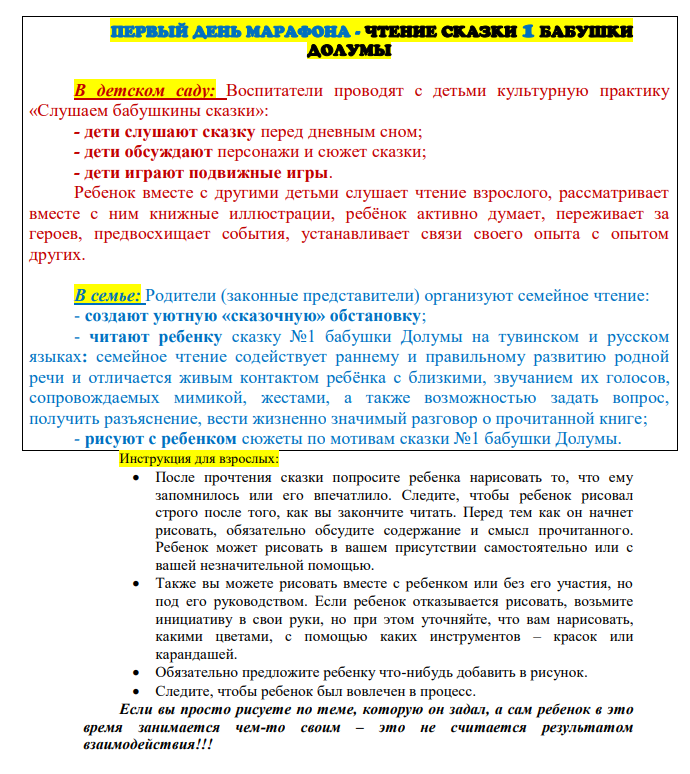 ПЕРВЫЙ ДЕНЬ МАРАФОНА - ЧТЕНИЕ СКАЗКИ 1 БАБУШКИ
ДОЛУМЫ
В детском саду: Воспитатели проводят с детьми культурную практику
«Слушаем бабушкины сказки»:
- дети слушают сказку перед дневным сном;
- дети обсуждают персонажи и сюжет сказки;
- дети играют подвижные игры.
Ребенок вместе с другими детьми слушает чтение взрослого, рассматривает
вместе с ним книжные иллюстрации, ребёнок активно думает, переживает за
героев, предвосхищает события, устанавливает связи своего опыта с опытом
других.
В семье: Родители (законные представители) организуют семейное чтение:
- создают уютную «сказочную» обстановку;
- читают ребенку сказку №1 бабушки Долумы на тувинском и русском
языках: семейное чтение содействует раннему и правильному развитию родной
речи и отличается живым контактом ребёнка с близкими, звучанием их голосов,
сопровождаемых мимикой, жестами, а также возможностью задать вопрос,
получить разъяснение, вести жизненно значимый разговор о прочитанной книге;
- рисуют с ребенком сюжеты по мотивам сказки №1 бабушки Долумы.
Инструкция для взрослых:
• После прочтения сказки попросите ребенка нарисовать то, что ему
запомнилось или его впечатлило. Следите, чтобы ребенок рисовал
строго после того, как вы закончите читать. Перед тем как он начнет
рисовать, обязательно обсудите содержание и смысл прочитанного.
Ребенок может рисовать в вашем присутствии самостоятельно или с
вашей незначительной помощью.
• Также вы можете рисовать вместе с ребенком или без его участия, но
под его руководством. Если ребенок отказывается рисовать, возьмите
инициативу в свои руки, но при этом уточняйте, что вам нарисовать,
какими цветами, с помощью каких инструментов – красок или
карандашей.
• Обязательно предложите ребенку что-нибудь добавить в рисунок.
• Следите, чтобы ребенок был вовлечен в процесс.
Если вы просто рисуете по теме, которую он задал, а сам ребенок в это
время занимается чем-то своим – это не считается результатом
взаимодействия!!!